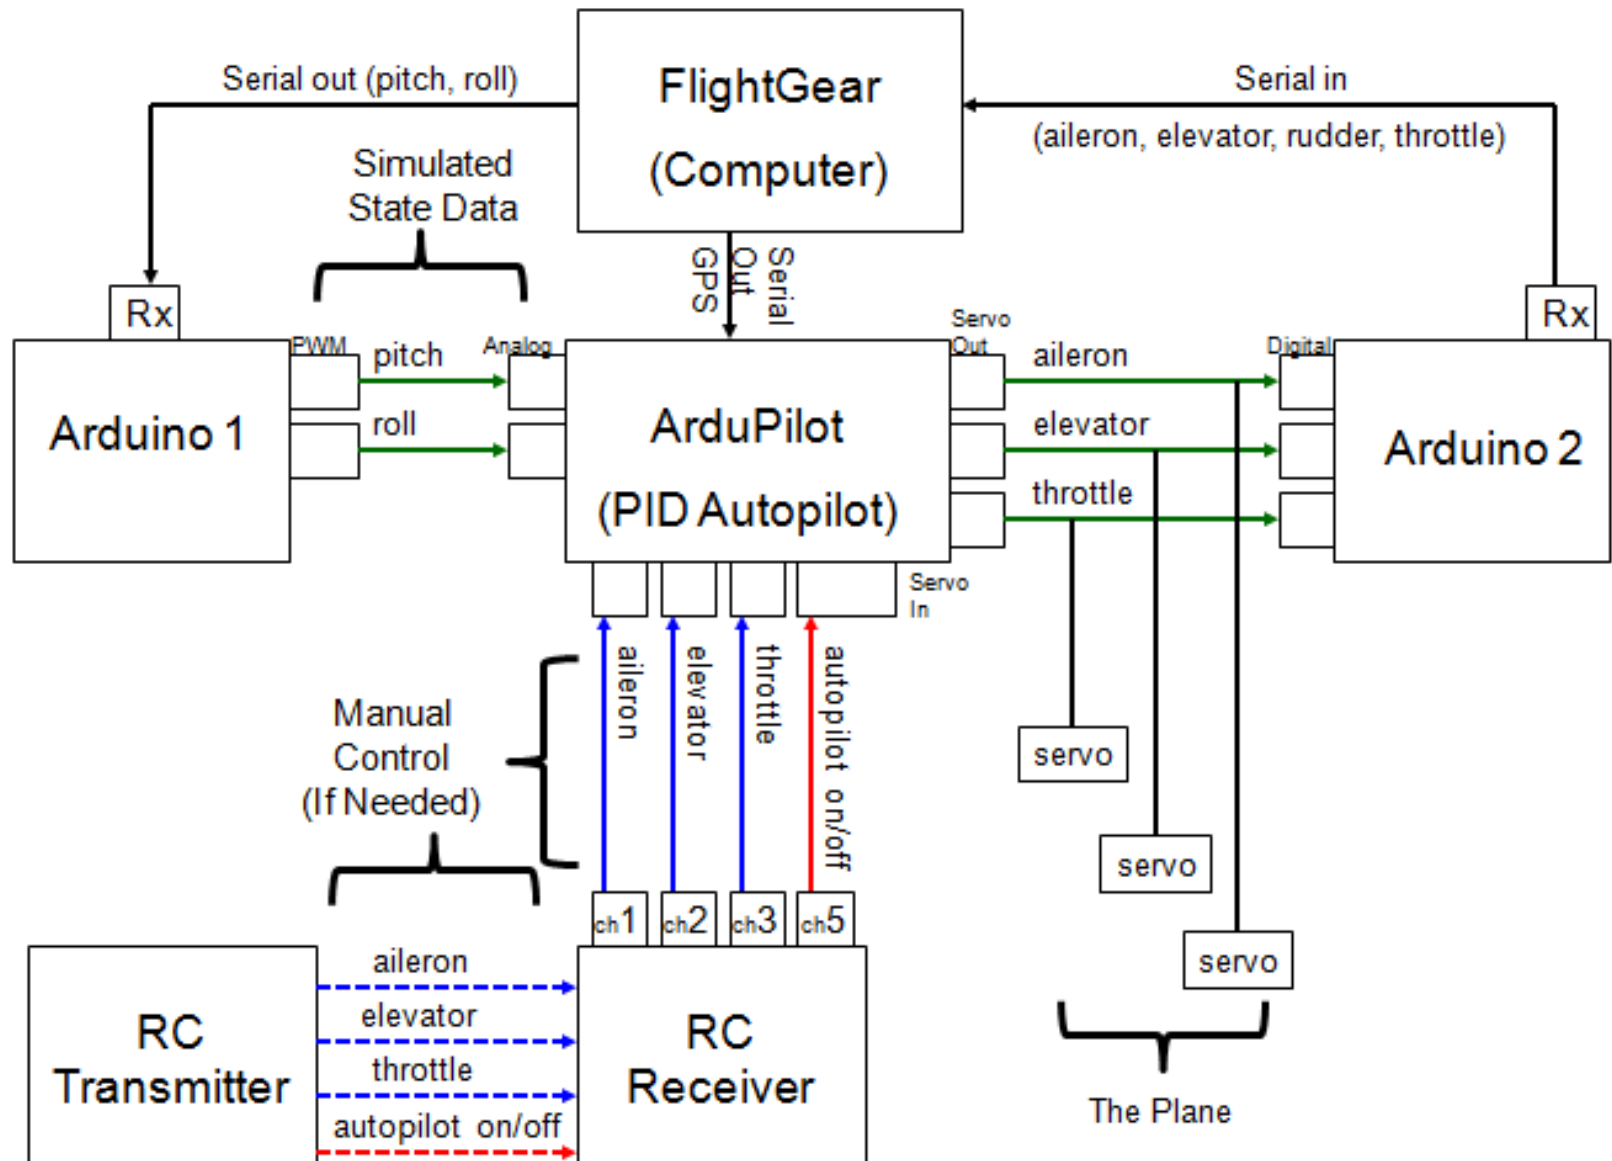 FlightGear
(Computer)
Serial out (pitch, roll)
Serial in
(aileron, elevator, rudder, throttle)
Simulated
State Data
Serial
Out
GPS
Rx
Rx
PWM
pitch
roll
Analog
Servo
Out
aileron
elevator
throttle
Digital
Arduino 1
ArduPilot
(PID Autopilot)
Arduino 2
Servo
In
aileron
elevator
throttle
autopilot on/off
Manual
Control
(If Needed)
servo
servo
servo
ch1
ch2
ch3
ch5
aileron
elevator
throttle
autopilot on/off
RC
Transmitter
RC
Receiver
The Plane